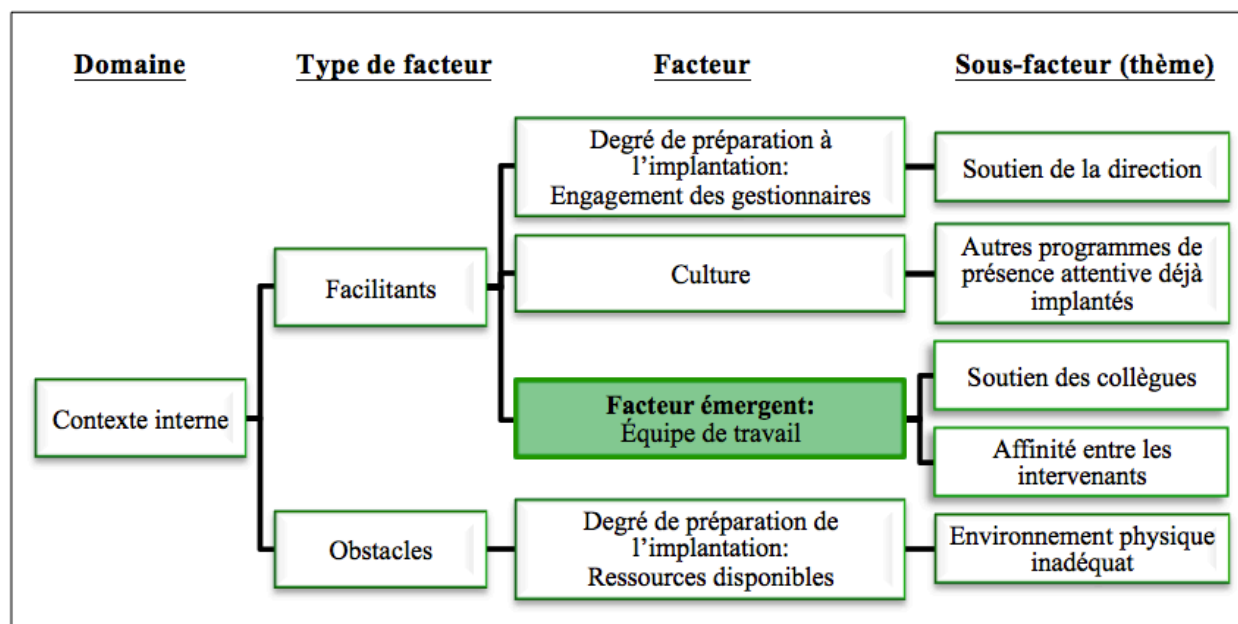 Domaine
Type de facteur
Facteur
Sous-facteur (thème)
Degré de préparation à
l’implantation:
Engagement des gestionnaires
Soutien de la direction
Facilitants
Culture
Autres programmes de
présence attentive déjà
implantés
Contexte interne
Facteur émergent:
Équipe de travail
Soutien des collègues
Affinité entre les
intervenants
Obstacles
Degré de préparation de
l’implantation:
Ressources disponibles
Environnement physique
inadéquat